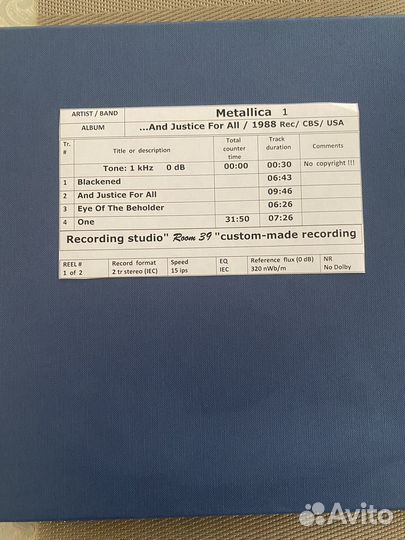 ARTIST / BAND Metallica 1
ALBUM ...And Justice For All / 1988 Rec/ CBS/ USA
Tr. # Title or description Total counter time Track duration Comments
Tone: 1 kHz 0 dB 00:00 00:30 No copyright !!!
1 Blackened 06:43
2 And Justice For All 09:46
3 Eye Of The Beholder 06:26
4 One 31:50 07:26
Recording studio" Room 39 "custom-made recording
REEL # Record format Speed EQ Reference flux (0 dB) NR
1 of 2 2 tr stereo (IEC) 15 ips IEC 320 nWb/m No Dolby
Avito